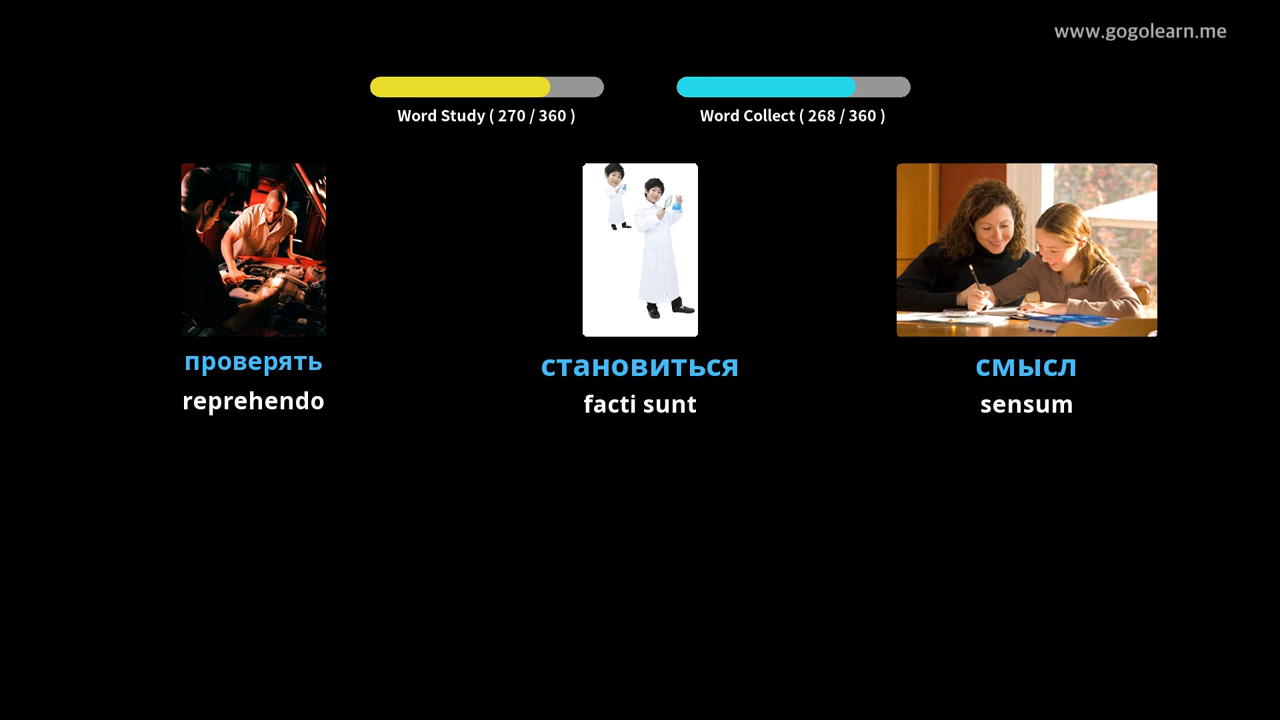 www.gogolearn.me
Word Study ( 270 / 360 )
Word Collect ( 268 / 360 )
проверять
reprehendo
становиться
facti sunt
смысл
sensum